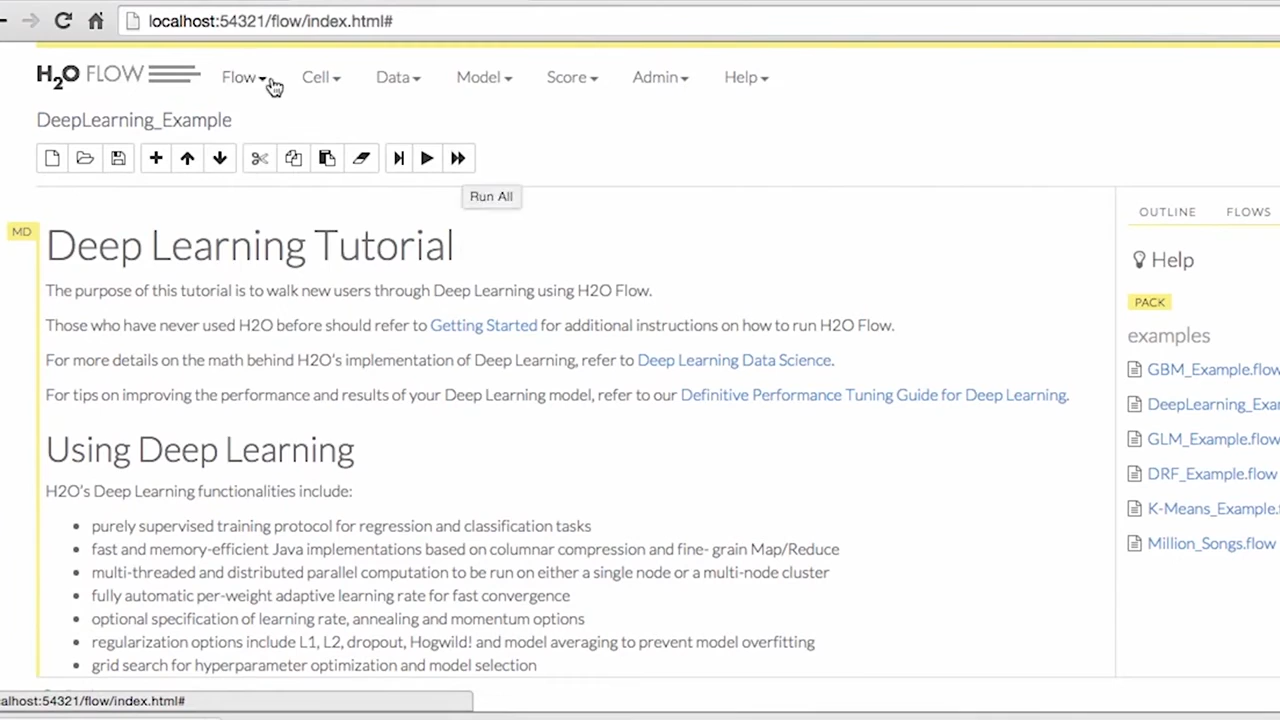 localhost:54321/flow/index.html#
H2O FLOW Flow Cell Data Model Score Admin Help
DeepLearning_Example
Run All
OUTLINE FLOWS
MD
Deep Learning Tutorial
Help
The purpose of this tutorial is to walk new users through Deep Learning using H2O Flow.
PACK
Those who have never used H2O before should refer to Getting Started for additional instructions on how to run H2O Flow.
examples
For more details on the math behind H2O's implementation of Deep Learning, refer to Deep Learning Data Science.
GBM_Example.flow
For tips on improving the performance and results of your Deep Learning model, refer to our Definitive Performance Tuning Guide for Deep Learning.
DeepLearning_Exa
Using Deep Learning
GLM_Example.flow
DRF_Example.flow
H2O's Deep Learning functionalities include:
K-Means_Example.
purely supervised training protocol for regression and classification tasks
Million_Songs.flow
fast and memory-efficient Java implementations based on columnar compression and fine- grain Map/Reduce
multi-threaded and distributed parallel computation to be run on either a single node or a multi-node cluster
fully automatic per-weight adaptive learning rate for fast convergence
optional specification of learning rate, annealing and momentum options
regularization options include L1, L2, dropout, Hogwild! and model averaging to prevent model overfitting
grid search for hyperparameter optimization and model selection
alhost:54321/flow/index.html#